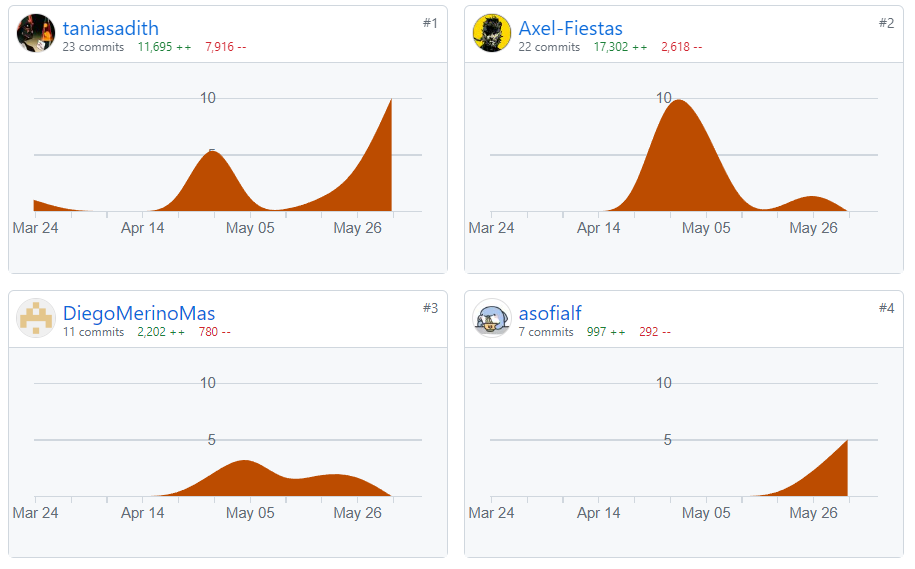 taniasadith #1
23 commits 11,695 ++ 7,916 --
10
5
Mar 24 Apr 14 May 05 May 26
Axel-Fiestas #2
22 commits 17,302 ++ 2,618 --
10
Mar 24 Apr 14 May 05 May 26
DiegoMerinoMas #3
11 commits 2,202 ++ 780 --
10
5
Mar 24 Apr 14 May 05 May 26
asofialf #4
7 commits 997 ++ 292 --
10
5
Mar 24 Apr 14 May 05 May 26